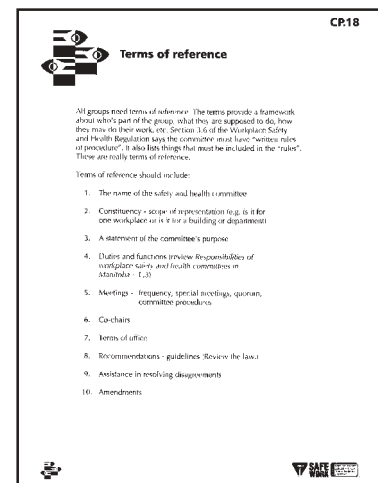 CP.18
Terms of reference
All groups need terms of reference. The terms provide a framework
about who's part of the group, what they are supposed to do, how
they may do their work, etc. Section 3.6 of the Workplace Safety
and Health Regulation says the committee must have "written rules
of procedure". It also lists things that must be included in the "rules".
These are really terms of reference.
Terms of reference should include:
1. The name of the safety and health committee
2. Constituency - scope of representation (e.g. is it for
one workplace or is it for a building or department)
3. A statement of the committee's purpose
4. Duties and functions (review Responsibilities of
workplace safety and health committees in
Manitoba -
5. Meetings - frequency, special meetings, quorum,
committee procedures
6. Co-chairs
7. Terms of office
8. Recommendations - guidelines (Review the law.)
9. Assistance in resolving disagreements
10. Amendments
SAFE
WORK